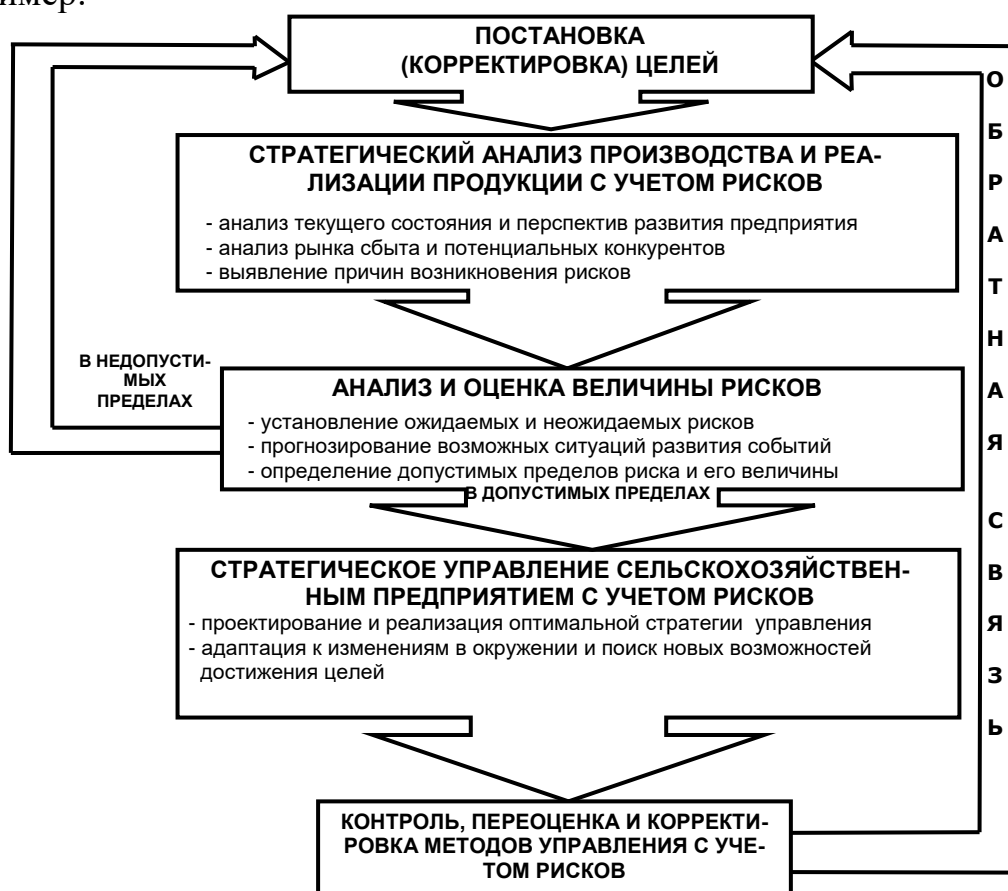 ПОСТАНОВКА
(КОРРЕКТИРОВКА) ЦЕЛЕЙ
СТРАТЕГИЧЕСКИЙ АНАЛИЗ ПРОИЗВОДСТВА И РЕА-
ЛИЗАЦИИ ПРОДУКЦИИ С УЧЕТОМ РИСКОВ
- анализ текущего состояния и перспектив развития предприятия
- анализ рынка сбыта и потенциальных конкурентов
- выявление причин возникновения рисков
В НЕДОПУСТИ-
МЫХ
ПРЕДЕЛАХ
АНАЛИЗ И ОЦЕНКА ВЕЛИЧИНЫ РИСКОВ
- установление ожидаемых и неожидаемых рисков
- прогнозирование возможных ситуаций развития событий
- определение допустимых пределов риска и его величины
В ДОПУСТИМЫХ ПРЕДЕЛАХ
СТРАТЕГИЧЕСКОЕ УПРАВЛЕНИЕ СЕЛЬСКОХОЗЯЙСТВЕН-
НЫМ ПРЕДПРИЯТИЕМ С УЧЕТОМ РИСКОВ
- проектирование и реализация оптимальной стратегии управления
- адаптация к изменениям в окружении и поиск новых возможностей
достижения целей
КОНТРОЛЬ, ПЕРЕОЦЕНКА И КОРРЕКТИ-
РОВКА МЕТОДОВ УПРАВЛЕНИЯ С УЧЕ-
ТОМ РИСКОВ
ОБРАТНАЯ СВЯЗЬ